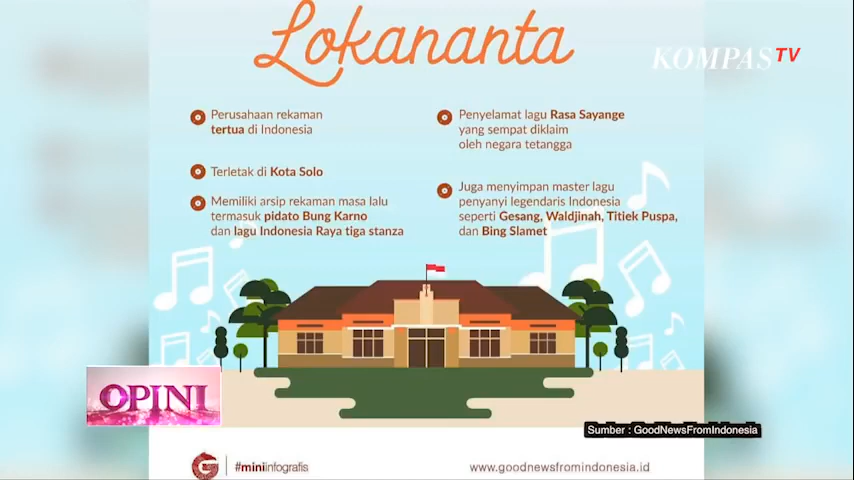 Lokananta
KOMPAS TV
Perusahaan rekaman
tertua di Indonesia
Terletak di Kota Solo
Memiliki arsip rekaman masa lalu
termasuk pidato Bung Karno
dan lagu Indonesia Raya tiga stanza
Penyelamat lagu Rasa Sayange
yang sempat diklaim
oleh negara tetangga
Juga menyimpan master lagu
penyanyi legendaris Indonesia
seperti Gesang, Waldjinah, Titiek Puspa,
dan Bing Slamet
OPINI
Sumber : GoodNewsFromIndonesia
G
#miniinfografis
www.goodnewsfromindonesia.id